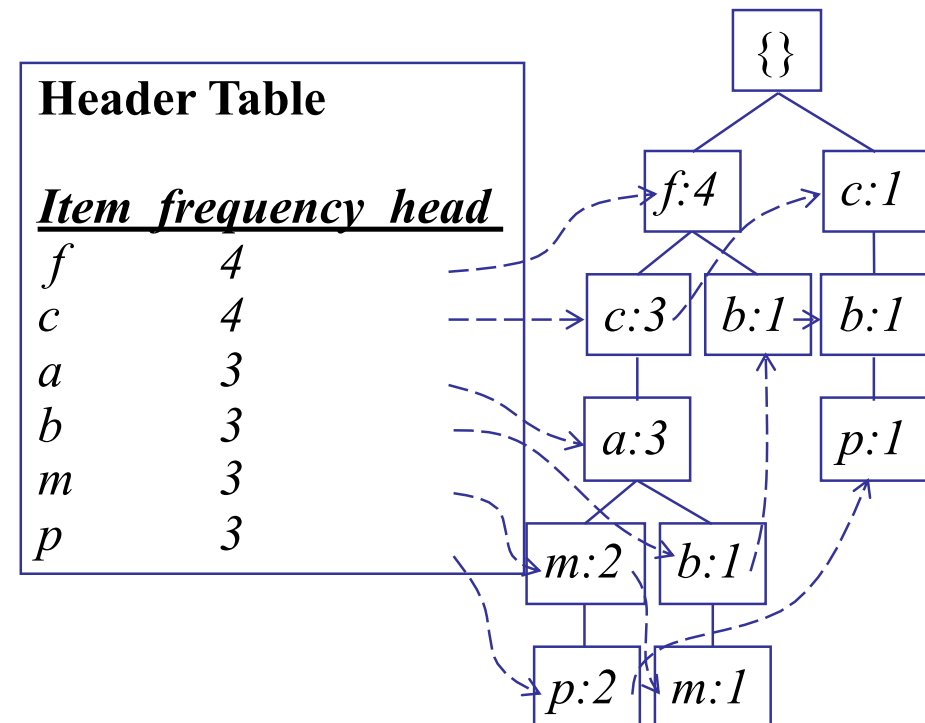 Header Table
Item frequency head
f 4
c 4
a 3
b 3
m 3
p 3
{}
f:4 c:1
c:3 b:1 b:1
a:3 p:1
m:2 b:1
p:2 m:1